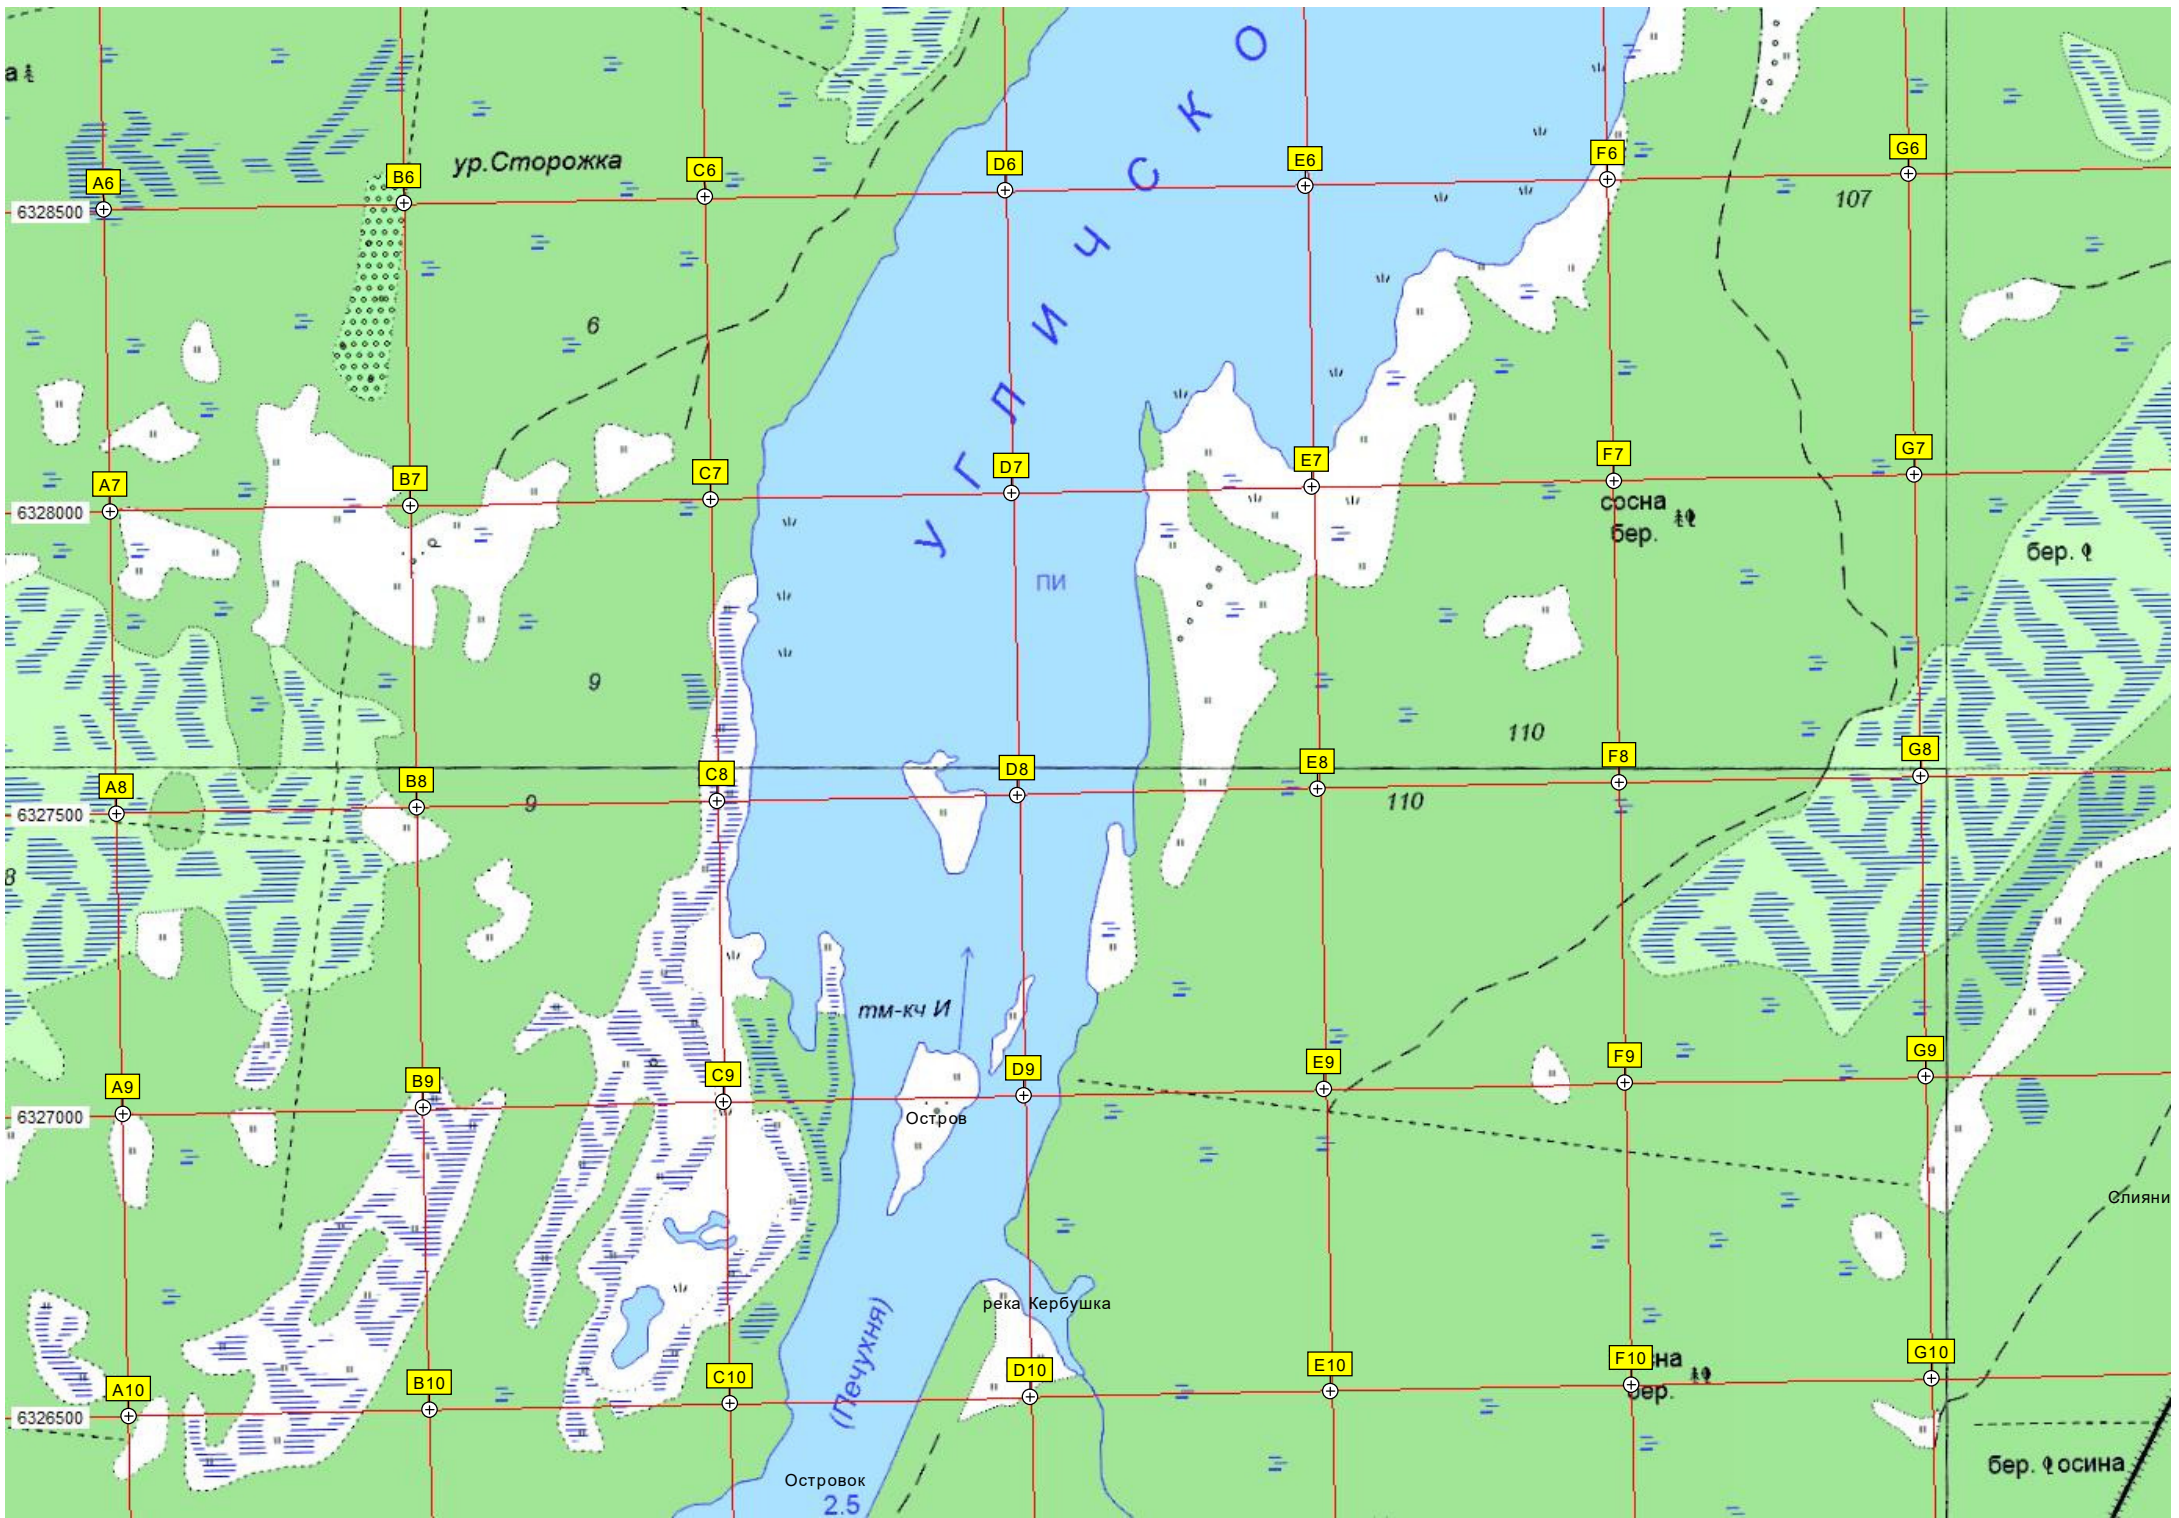 а
ур.Сторожка
A6
B6
C6
D6
E6
F6
G6
6328500
107
6
УГЛИЧСКО
A7
B7
C7
D7
E7
F7
G7
6328000
сосна
бер.
бер.
ПИ
9
110
A8
B8
C8
D8
E8
F8
G8
6327500
9
110
8
тм-кч И
A9
B9
C9
D9
E9
F9
G9
6327000
Остров
Слияни
река Кербушка
(Печухня)
A10
B10
C10
D10
E10
F10
G10
6326500
на
бер.
бер.
осина
Островок
2.5